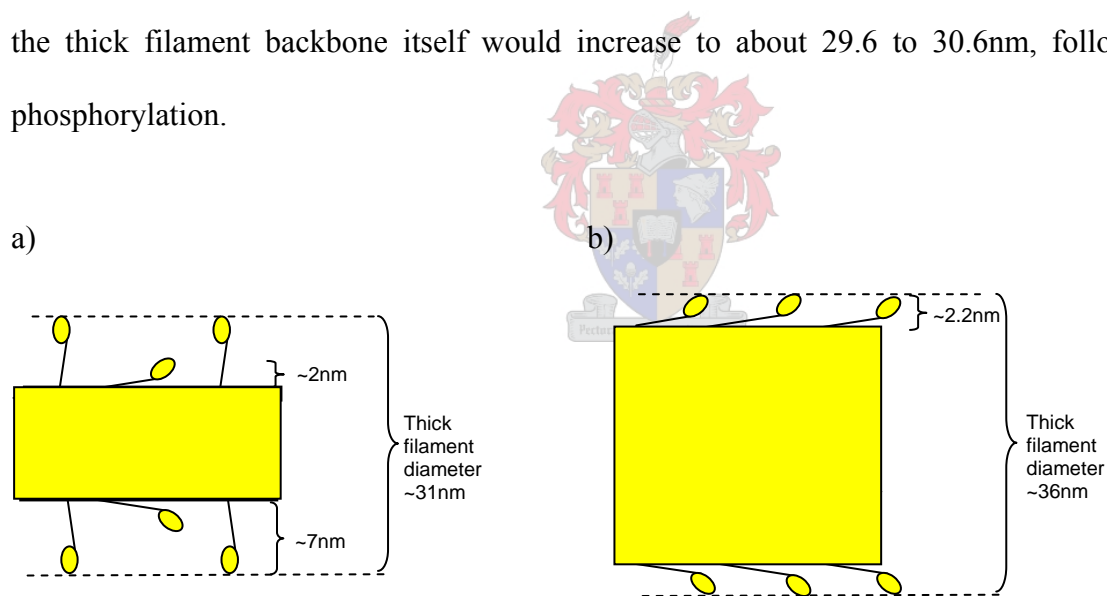 the thick filament backbone itself would increase to about 29.6 to 30.6nm, follo
phosphorylation.
a)
b)
~2nm
Thick
filament
diameter
~31nm
~7nm
~2.2nm
Thick
filament
diameter
~36nm